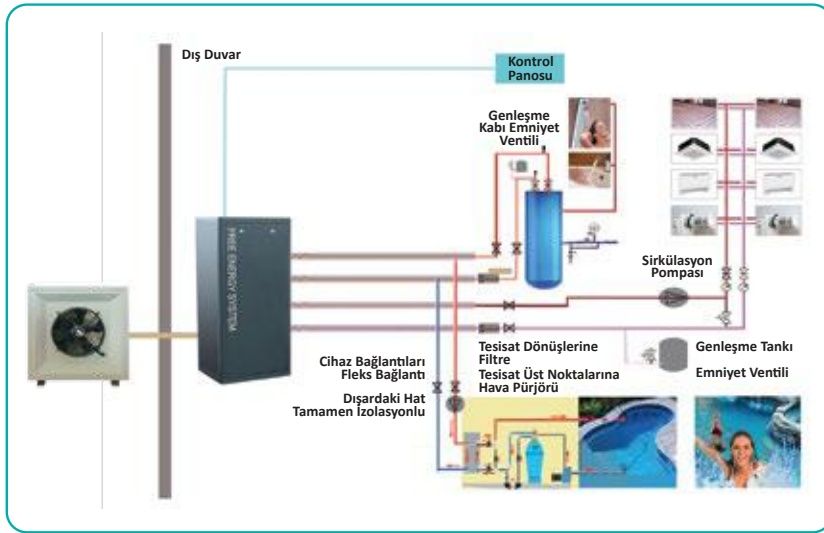 Dış Duvar
Kontrol
Panosu
Genleşme
Kabı Emniyet
Ventili
FREE ENERGY SYSTEM
Sirkülasyon
Pompası
Cihaz Bağlantıları
Fleks Bağlantı
Dışardaki Hat
Tamamen İzolasyonlu
Tesisat Dönüşlerine
Filtre
Tesisat Üst Noktalarına
Hava Pürjörü
Genleşme Tankı
Emniyet Ventili